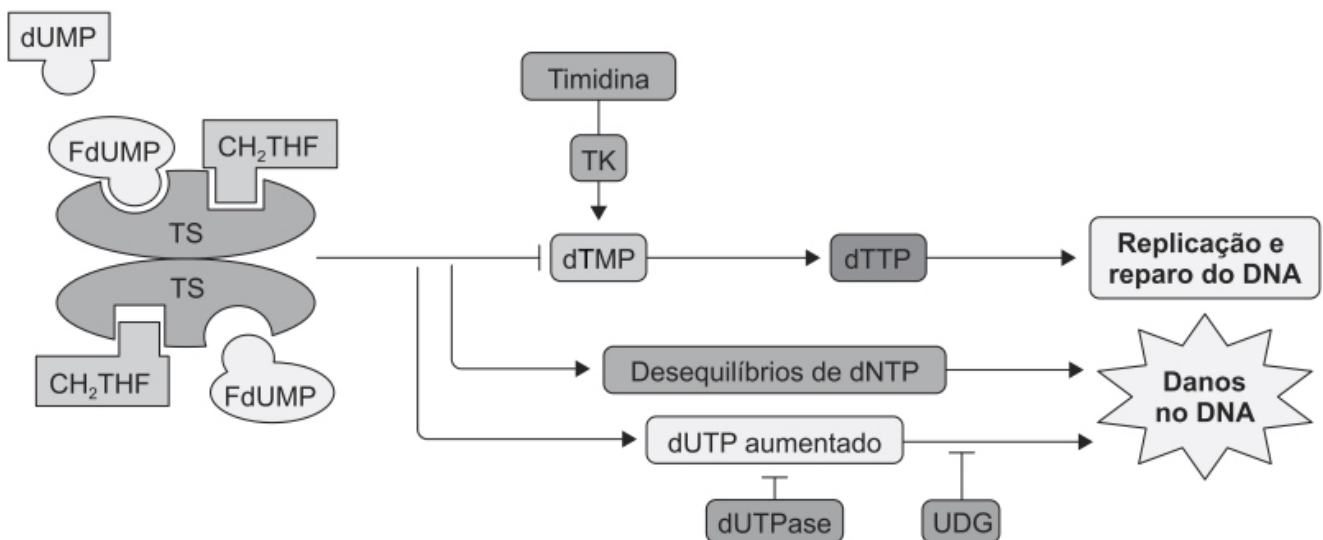 dUMP
Timidina
FdUMP
CH₂THF
TK
TS
dTMP
dTTP
Replicação e
reparo do DNA
TS
CH₂THF
FdUMP
Desequilíbrios de dNTP
Danos
no DNA
dUTP aumentado
dUTPase
UDG